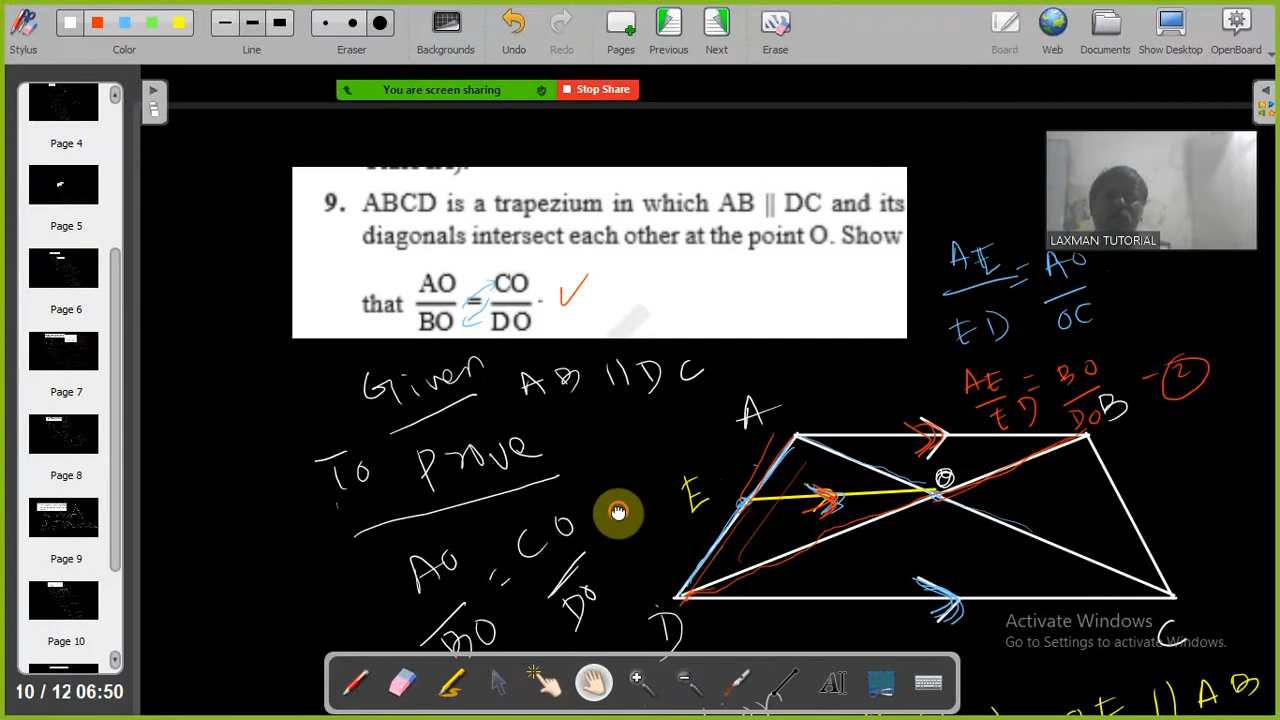 Stylus
Color
Line
Eraser
Backgrounds
Undo
Redo
Pages
Previous
Next
Erase
Board
Web
Documents
Show Desktop
OpenBoard
You are screen sharing
Stop Share
Page 4
Page 5
Page 6
Page 7
Page 8
Page 9
Page 10
10 / 12 06:50
9. ABCD is a trapezium in which AB || DC and its
diagonals intersect each other at the point O. Show
that AO/BO = CO/DO.
LAXMAN TUTORIAL
AE/ED = AO/OC
AE/ED = BO/DO - 2
Given AB || DC
To Prove
AO/BO = CO/DO
A
B
E
O
D
C
Activate Windows
Go to Settings to activate Windows.
|| AB